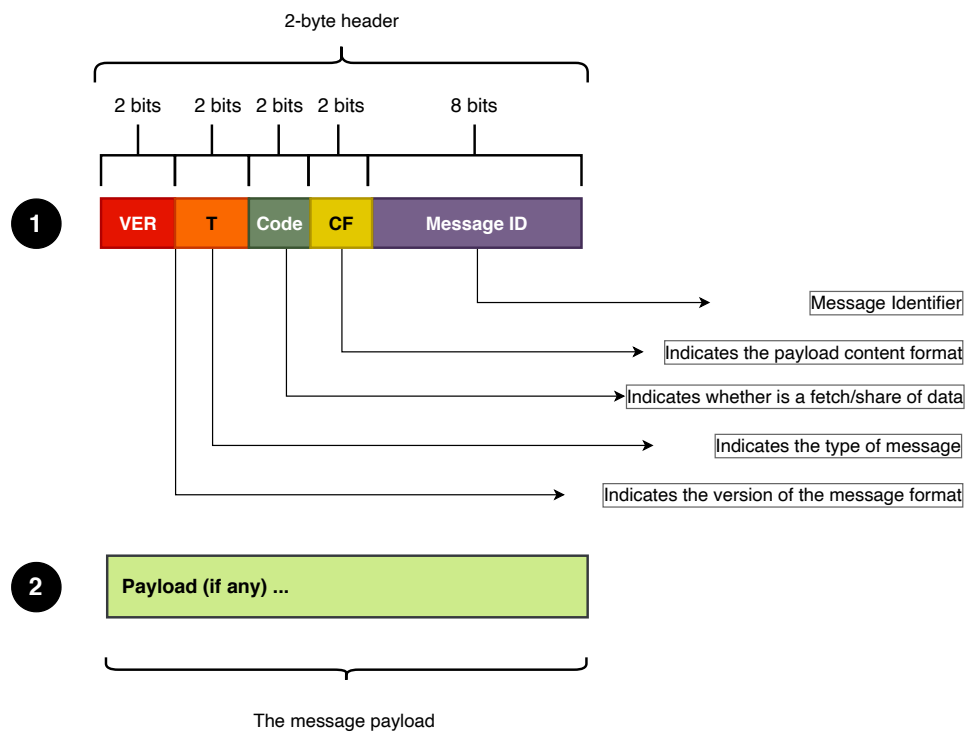 2-byte header
2 bits 2 bits 2 bits 2 bits 8 bits
1 VER T Code CF Message ID
Message Identifier
Indicates the payload content format
Indicates whether is a fetch/share of data
Indicates the type of message
Indicates the version of the message format
2 Payload (if any) ...
The message payload